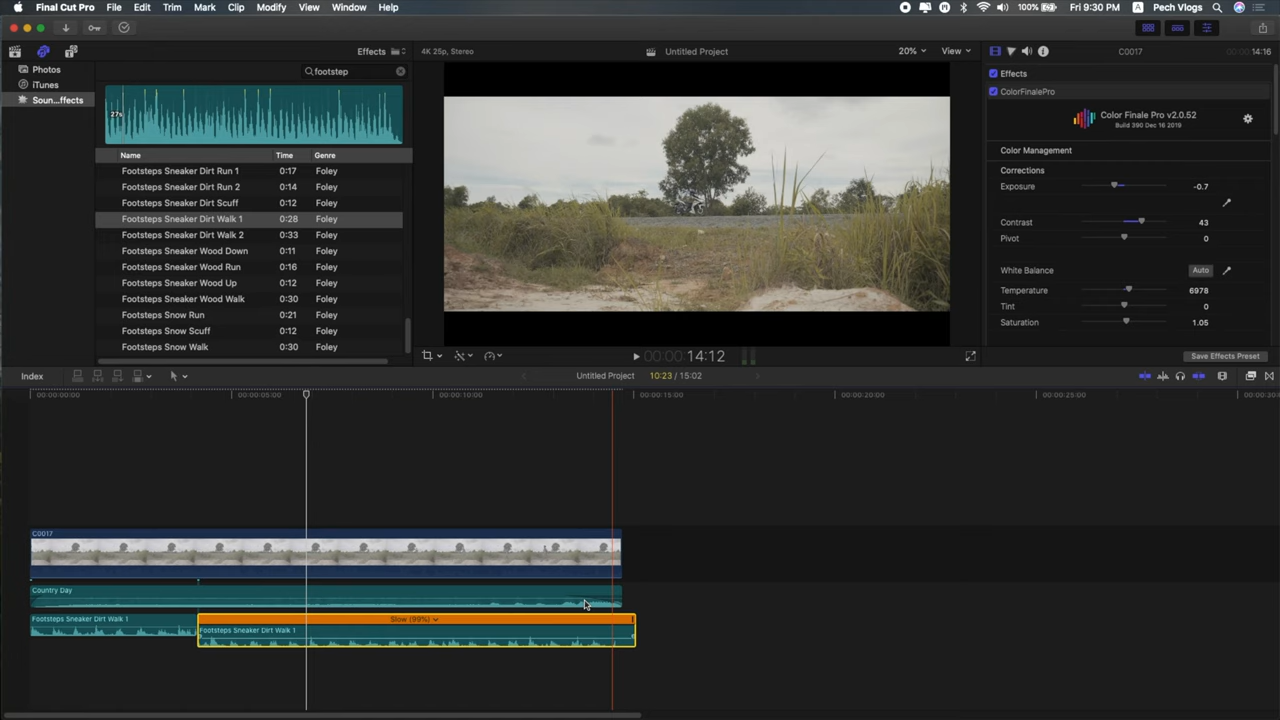 Final Cut Pro File Edit Trim Mark Clip Modify View Window Help 100% A Fri 9:30 PM Pech Vlogs
Effects 4K 25p, Stereo Untitled Project 20% View C0017 00:00:14:16
Photos
iTunes
Soun...ffects
footstep
27s
Name Time Genre
Footsteps Sneaker Dirt Run 1 0:17 Foley
Footsteps Sneaker Dirt Run 2 0:14 Foley
Footsteps Sneaker Dirt Scuff 0:12 Foley
Footsteps Sneaker Dirt Walk 1 0:28 Foley
Footsteps Sneaker Dirt Walk 2 0:33 Foley
Footsteps Sneaker Wood Down 0:11 Foley
Footsteps Sneaker Wood Run 0:16 Foley
Footsteps Sneaker Wood Up 0:12 Foley
Footsteps Sneaker Wood Walk 0:30 Foley
Footsteps Snow Run 0:21 Foley
Footsteps Snow Scuff 0:12 Foley
Footsteps Snow Walk 0:30 Foley
00:00:14:12
Effects
ColorFinalePro
Color Finale Pro v2.0.52
Build 390 Dec 16 2019
Color Management
Corrections
Exposure -0.7
Contrast 43
Pivot 0
White Balance Auto
Temperature 6978
Tint 0
Saturation 1.05
Save Effects Preset
Index Untitled Project 10:23 / 15:02
00:00:00:00 00:00:05:00 00:00:10:00 00:00:15:00 00:00:20:00 00:00:25:00 00:00:30
C0017
Country Day
Footsteps Sneaker Dirt Walk 1
Slow (99%)
Footsteps Sneaker Dirt Walk 1